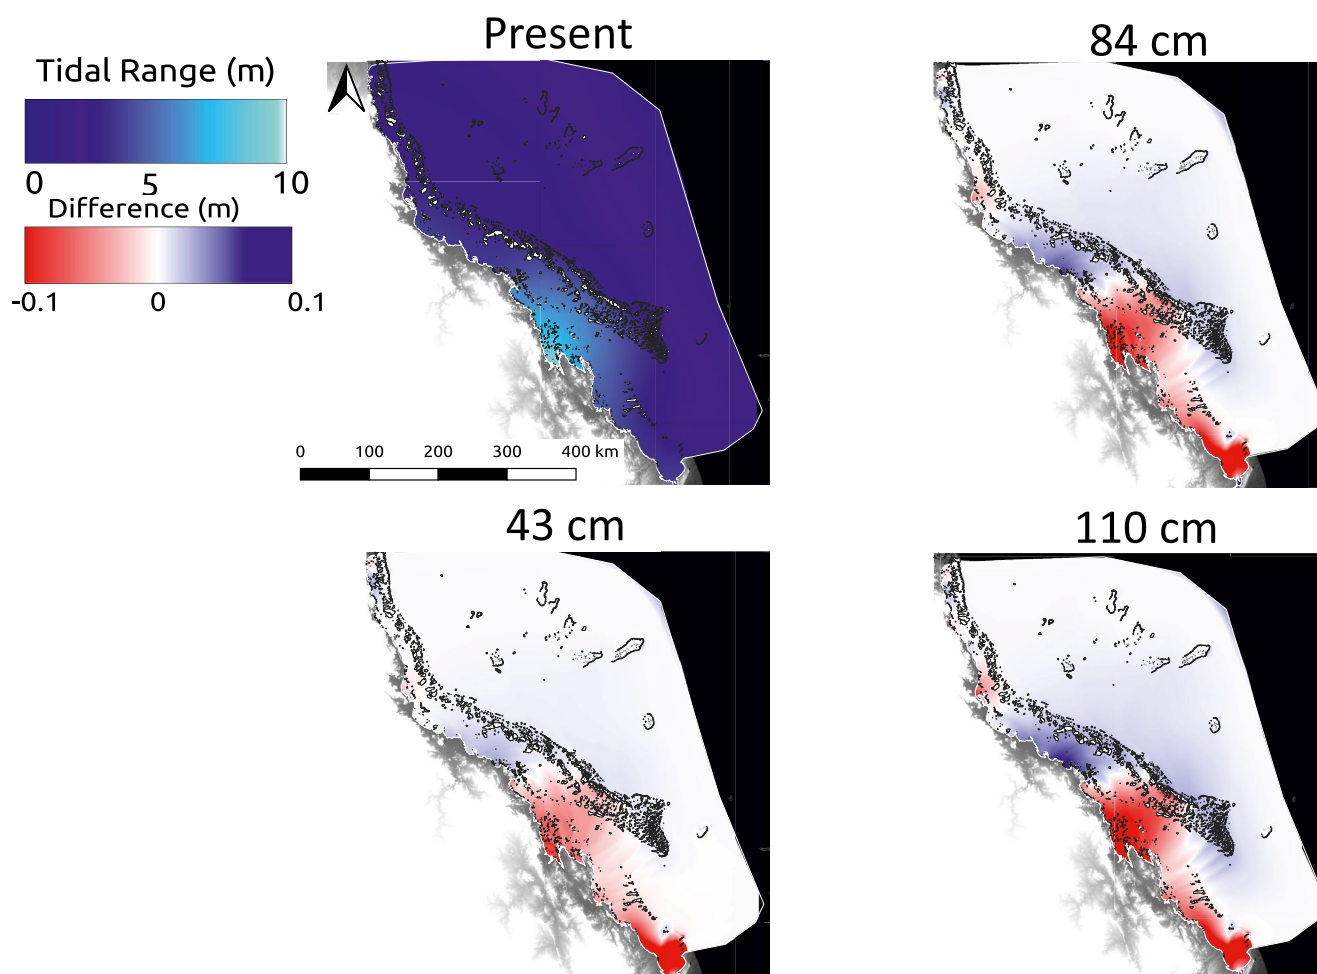 Present
84 cm
Tidal Range (m)
0 5 10
Difference (m)
-0.1 0 0.1
0 100 200 300 400 km
43 cm
110 cm